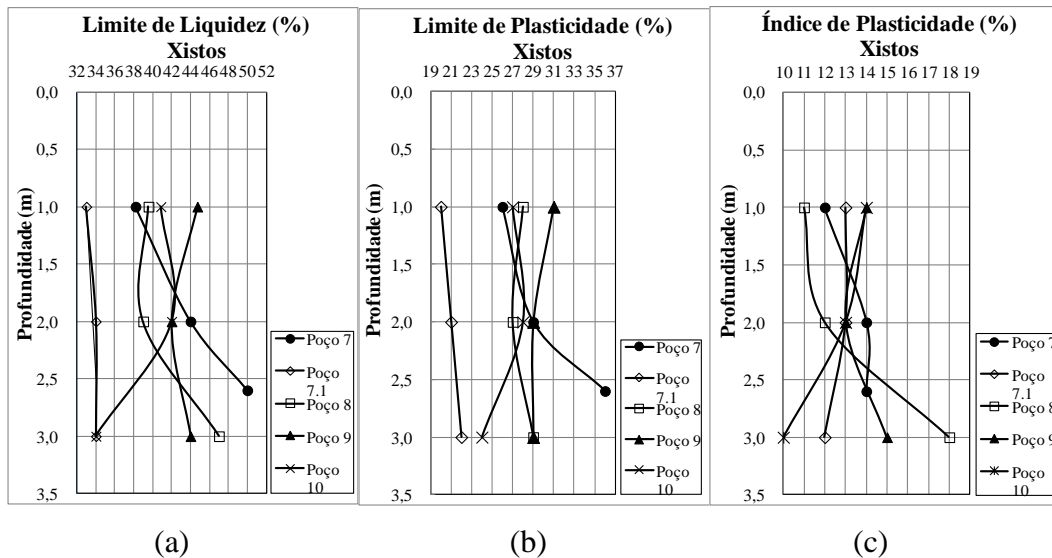 Limite de Liquidez (%)
Xistos
32 34 36 38 40 42 44 46 48 50 52
0,0
0,5
1,0
1,5
2,0
2,5
3,0
3,5
Profundidade (m)
Poço 7
Poço
7.1
Poço 8
Poço 9
Poço
10
(a)
Limite de Plasticidade (%)
Xistos
19 21 23 25 27 29 31 33 35 37
0,0
0,5
1,0
1,5
2,0
2,5
3,0
3,5
Profundidade (m)
Poço 7
Poço
7.1
Poço 8
Poço 9
Poço
10
(b)
Índice de Plasticidade (%)
Xistos
10 11 12 13 14 15 16 17 18 19
0,0
0,5
1,0
1,5
2,0
2,5
3,0
3,5
Profundidade (m)
Poço 7
Poço
7.1
Poço 8
Poço 9
Poço
10
(c)